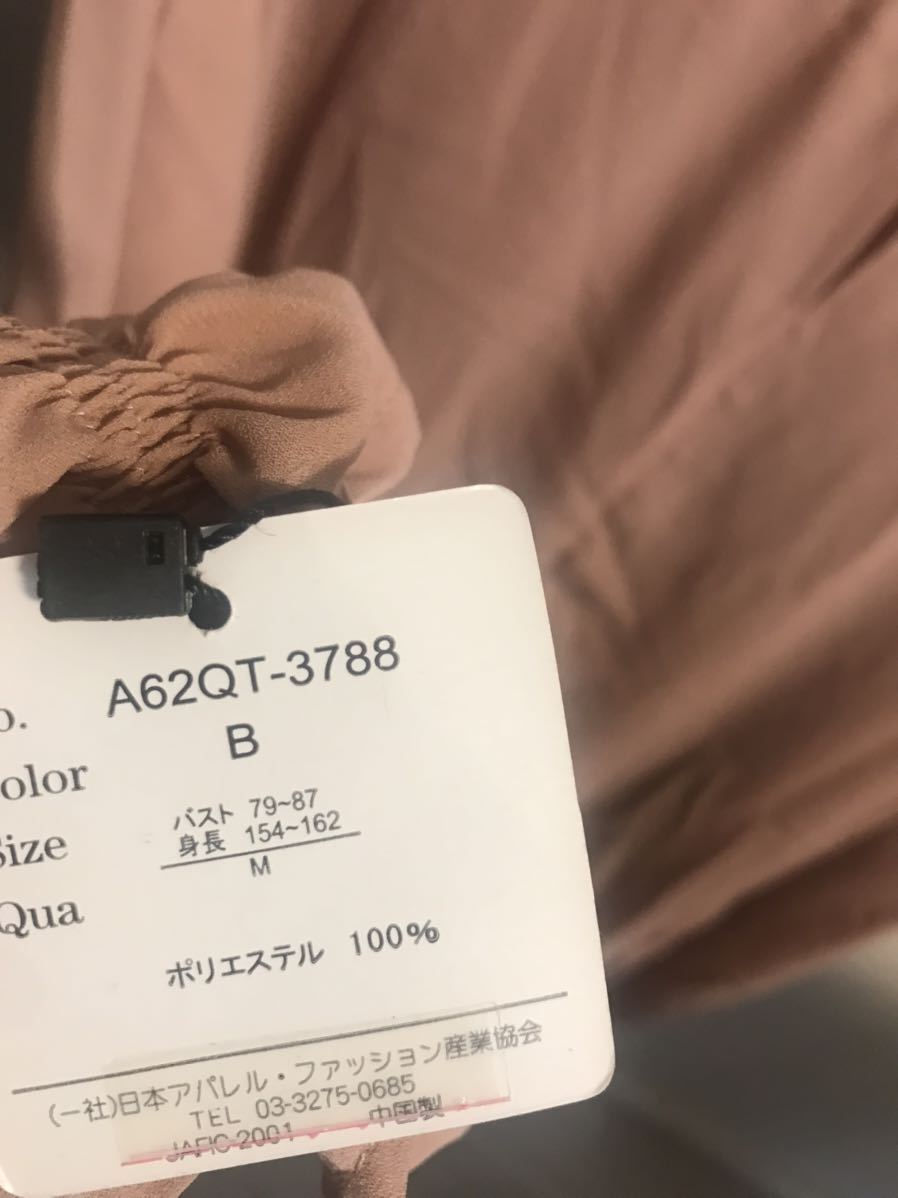 o. A62QT-3788
olor B
Size バスト 79~87
身長 154~162
M
Qua
ポリエステル 100%
(一社)日本アパレル・ファッション産業協会
TEL 03-3275-0685
JAFIC 2001 中国製